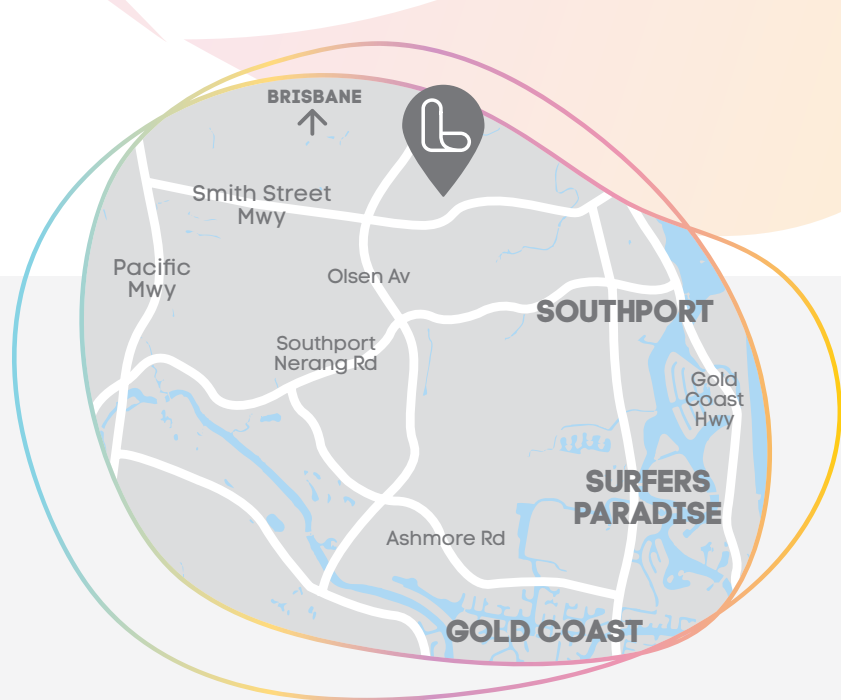 BRISBANE
Smith Street
Mwy
Pacific
Mwy
Olsen Av
SOUTHPORT
Southport
Nerang Rd
Gold
Coast
Hwy
SURFERS
PARADISE
Ashmore Rd
GOLD COAST